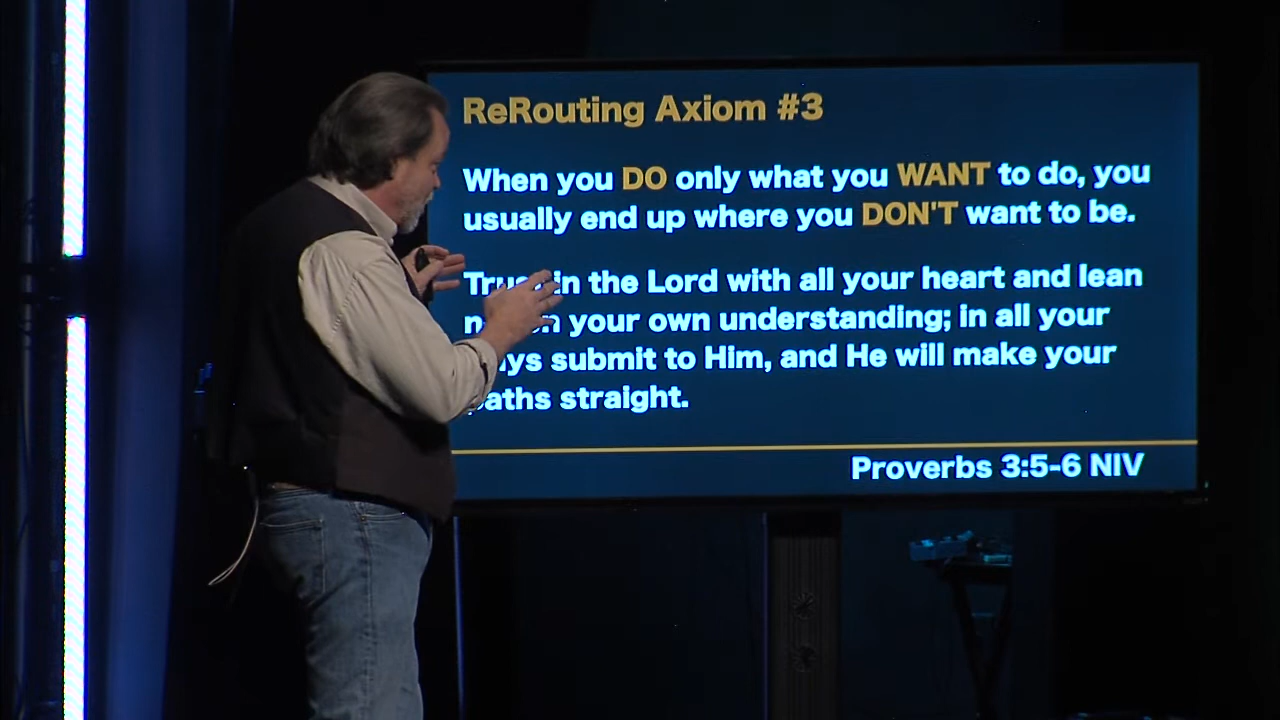 ReRouting Axiom #3
When you DO only what you WANT to do, you
usually end up where you DON'T want to be.
in the Lord with all your heart and lean
your own understanding; in all your
submit to Him, and He will make your
paths straight.
Proverbs 3:5-6 NIV